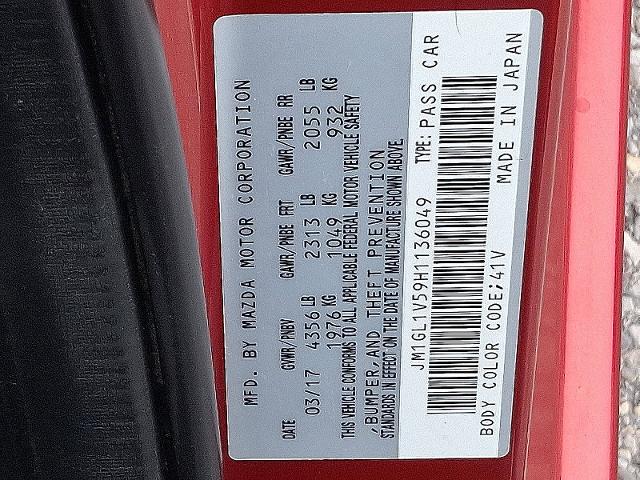 MFD. BY MAZDA MOTOR CORPORATION
DATE GVWR/PNBV GAWR/PNBE FRT GAWR/PNBE RR
03/17 4356 LB 2313 LB 2055 LB
1976 KG 1049 KG 932 KG
THIS VEHICLE CONFORMS TO ALL APPLICABLE FEDERAL MOTOR VEHICLE SAFETY
,BUMPER,AND THEFT PREVENTION
STANDARDS IN EFFECT ON THE DATE OF MANUFACTURE SHOWN ABOVE.
JM1GL1V59H1136049 TYPE: PASS CAR
BODY COLOR CODE;41V MADE IN JAPAN